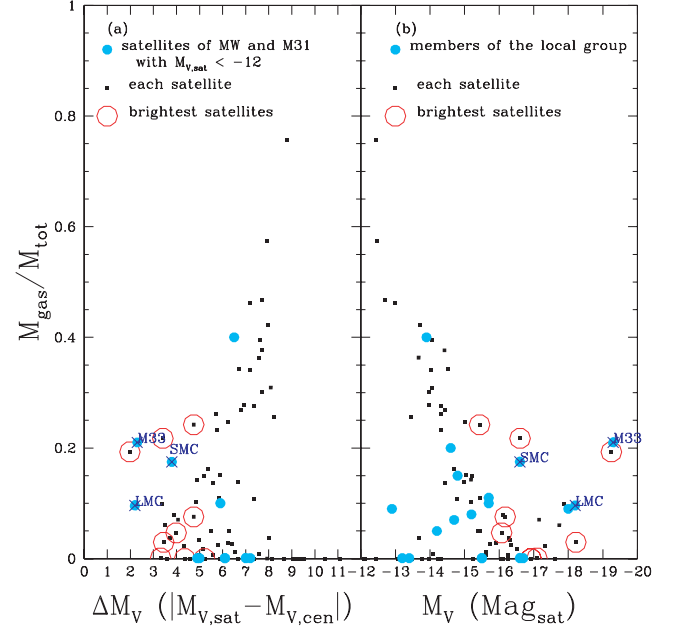 (a)
satellites of MW and M31
with M_V,sat < -12
each satellite
brightest satellites
(b)
members of the local group
each satellite
brightest satellites
M_gas/M_tot
1
0.8
0.6
0.4
0.2
0
M33
SMC
LMC
M33
SMC
LMC
0 1 2 3 4 5 6 7 8 9 10 11 -12 -13 -14 -15 -16 -17 -18 -19 -20
ΔM_V (|M_V,sat−M_V,cen|)
M_V (Mag_sat)